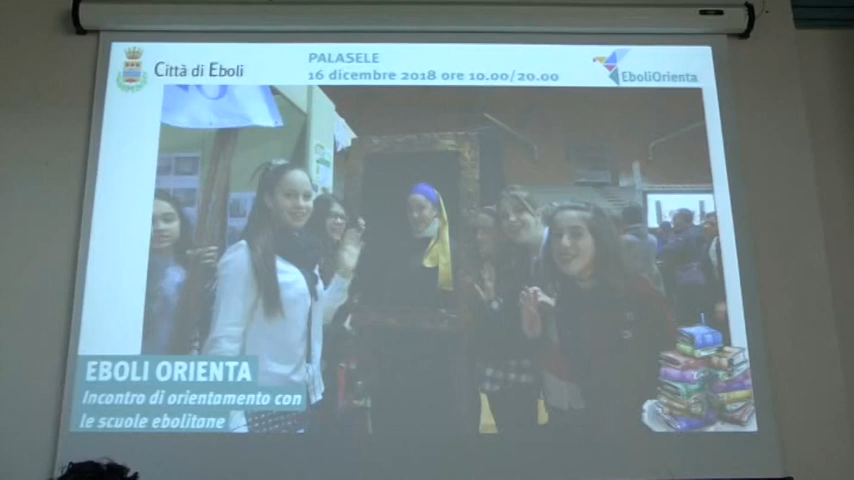 Città di Eboli
PALASELE
16 dicembre 2018 ore 10.00/20.00
EboliOrienta
EBOLI ORIENTA
Incontro di orientamento con
le scuole ebolitane